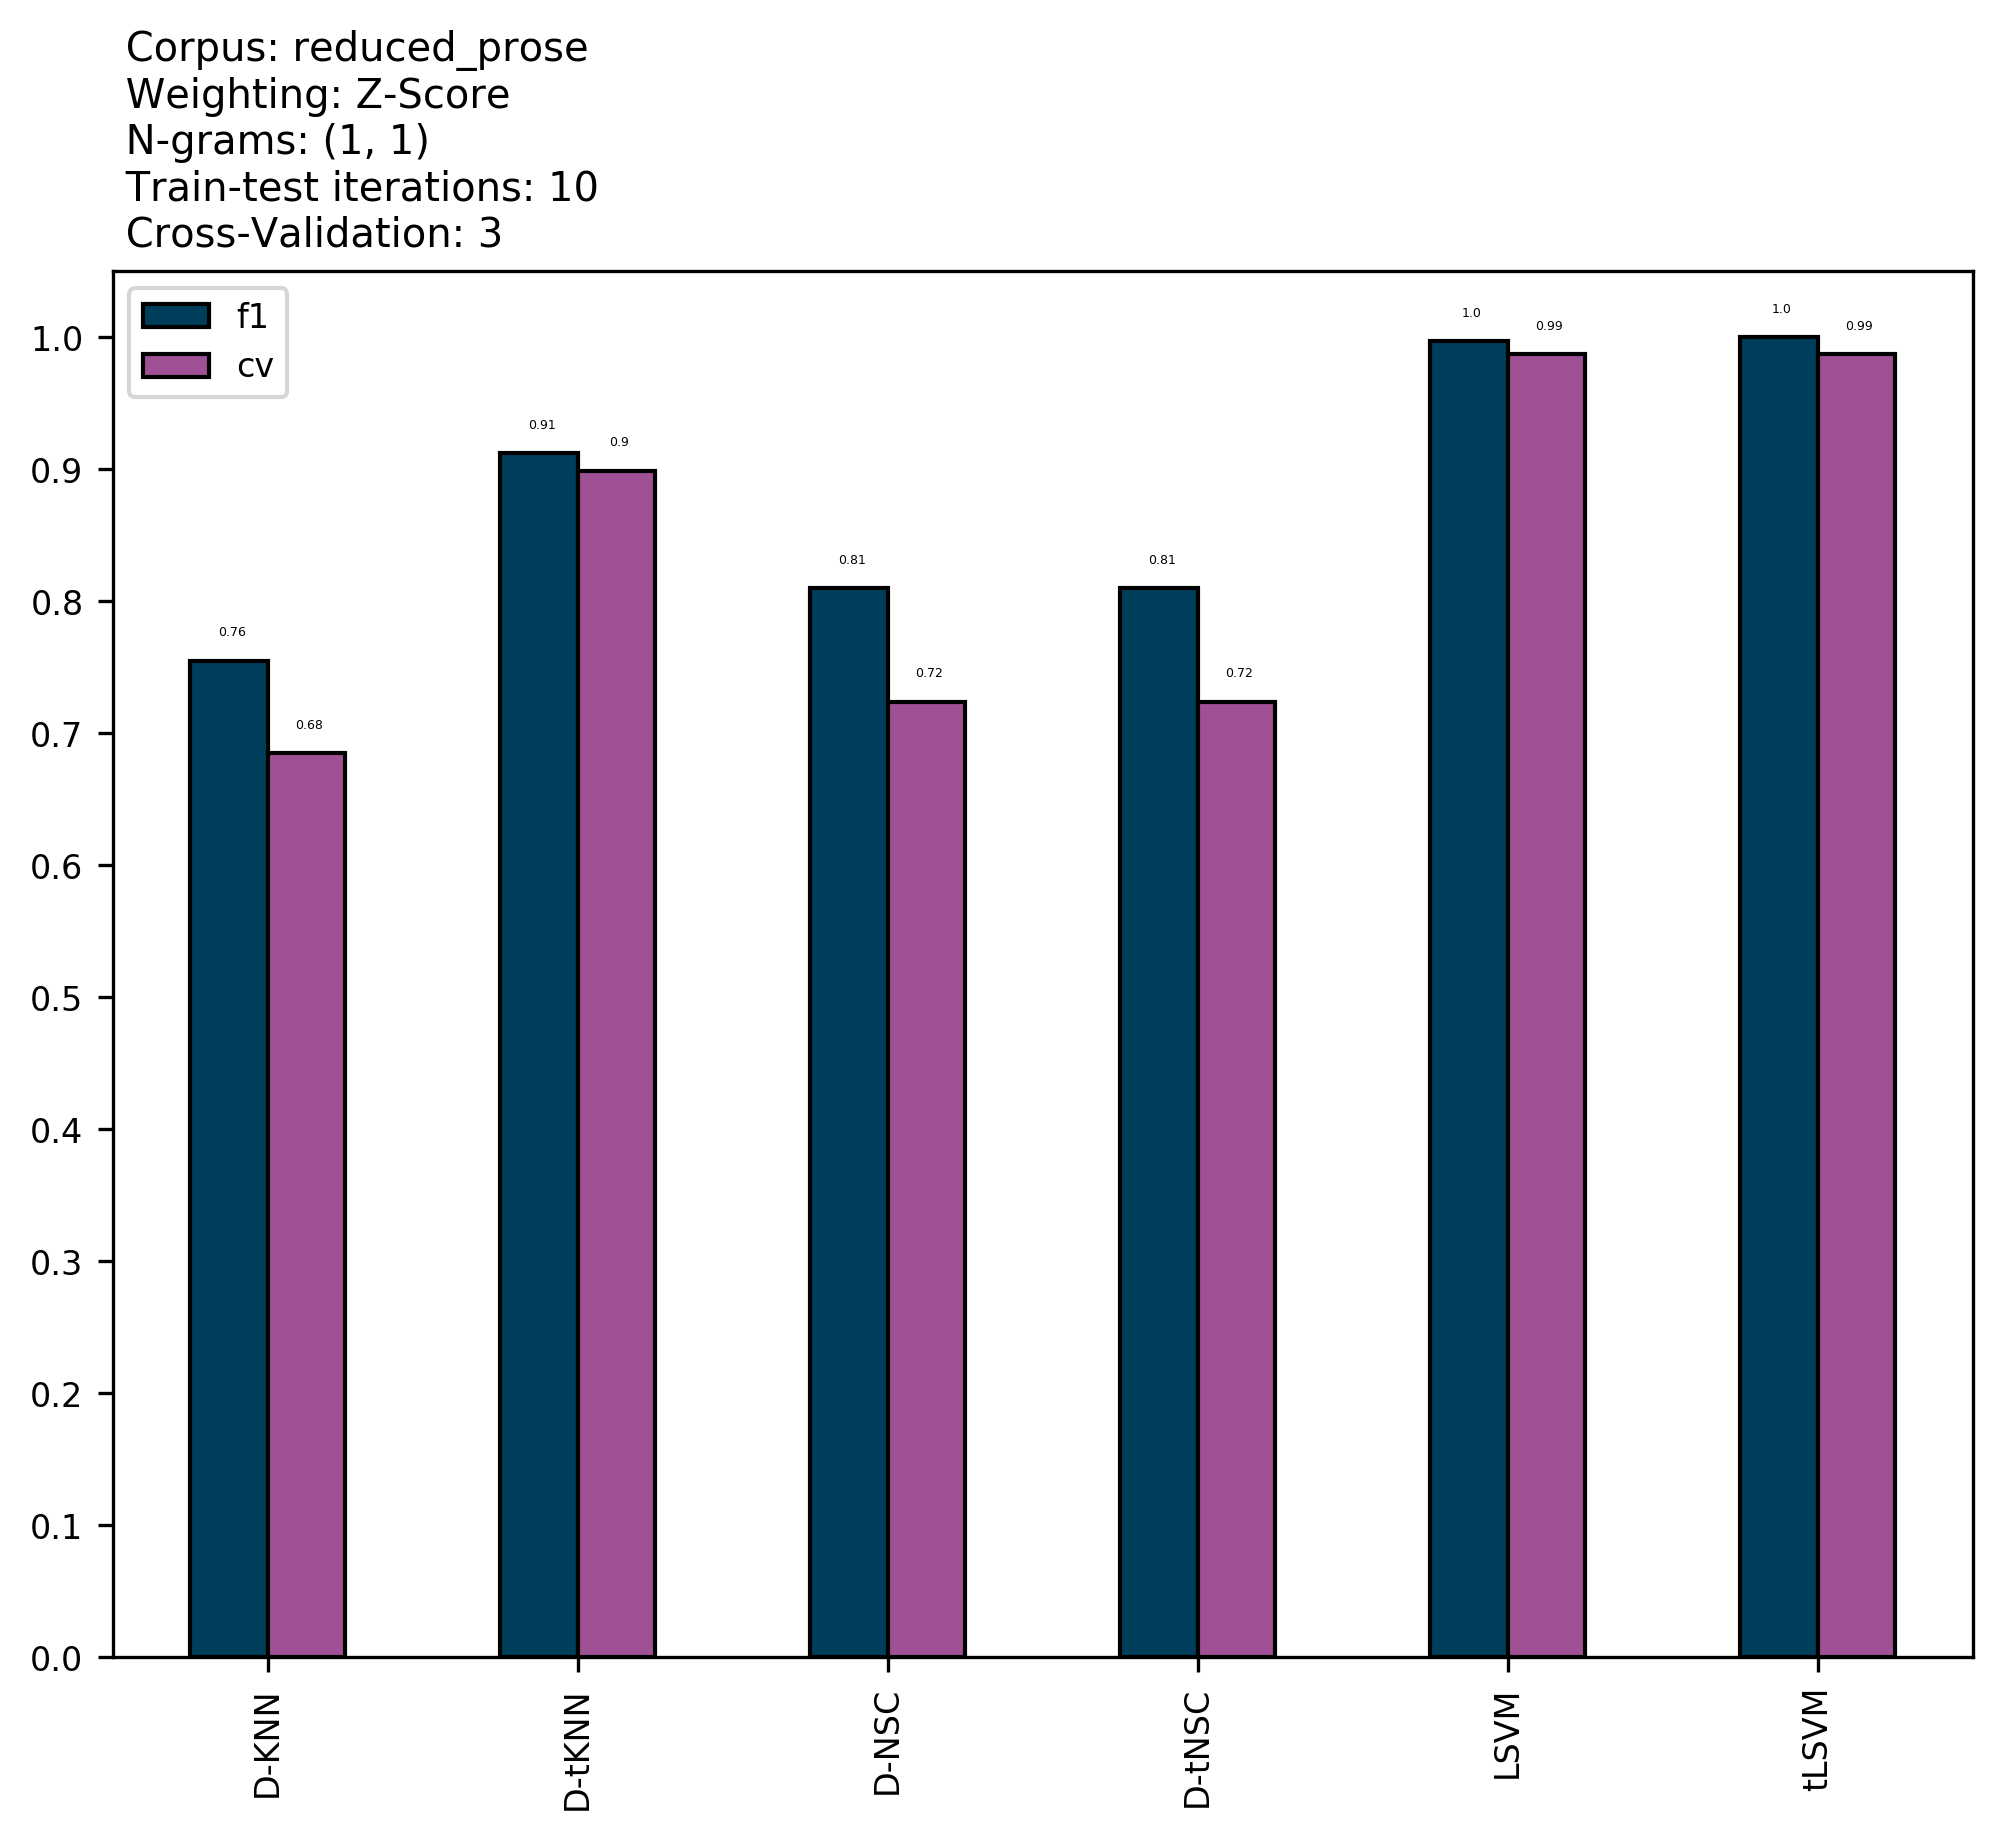 Corpus: reduced_prose
Weighting: Z-Score
N-grams: (1, 1)
Train-test iterations: 10
Cross-Validation: 3
f1
cv
1.0
0.9
0.8
0.7
0.6
0.5
0.4
0.3
0.2
0.1
0.0
0.76
0.68
0.91
0.9
0.81
0.72
0.81
0.72
1.0
0.99
1.0
0.99
D-KNN
D-tKNN
D-NSC
D-tNSC
LSVM
tLSVM